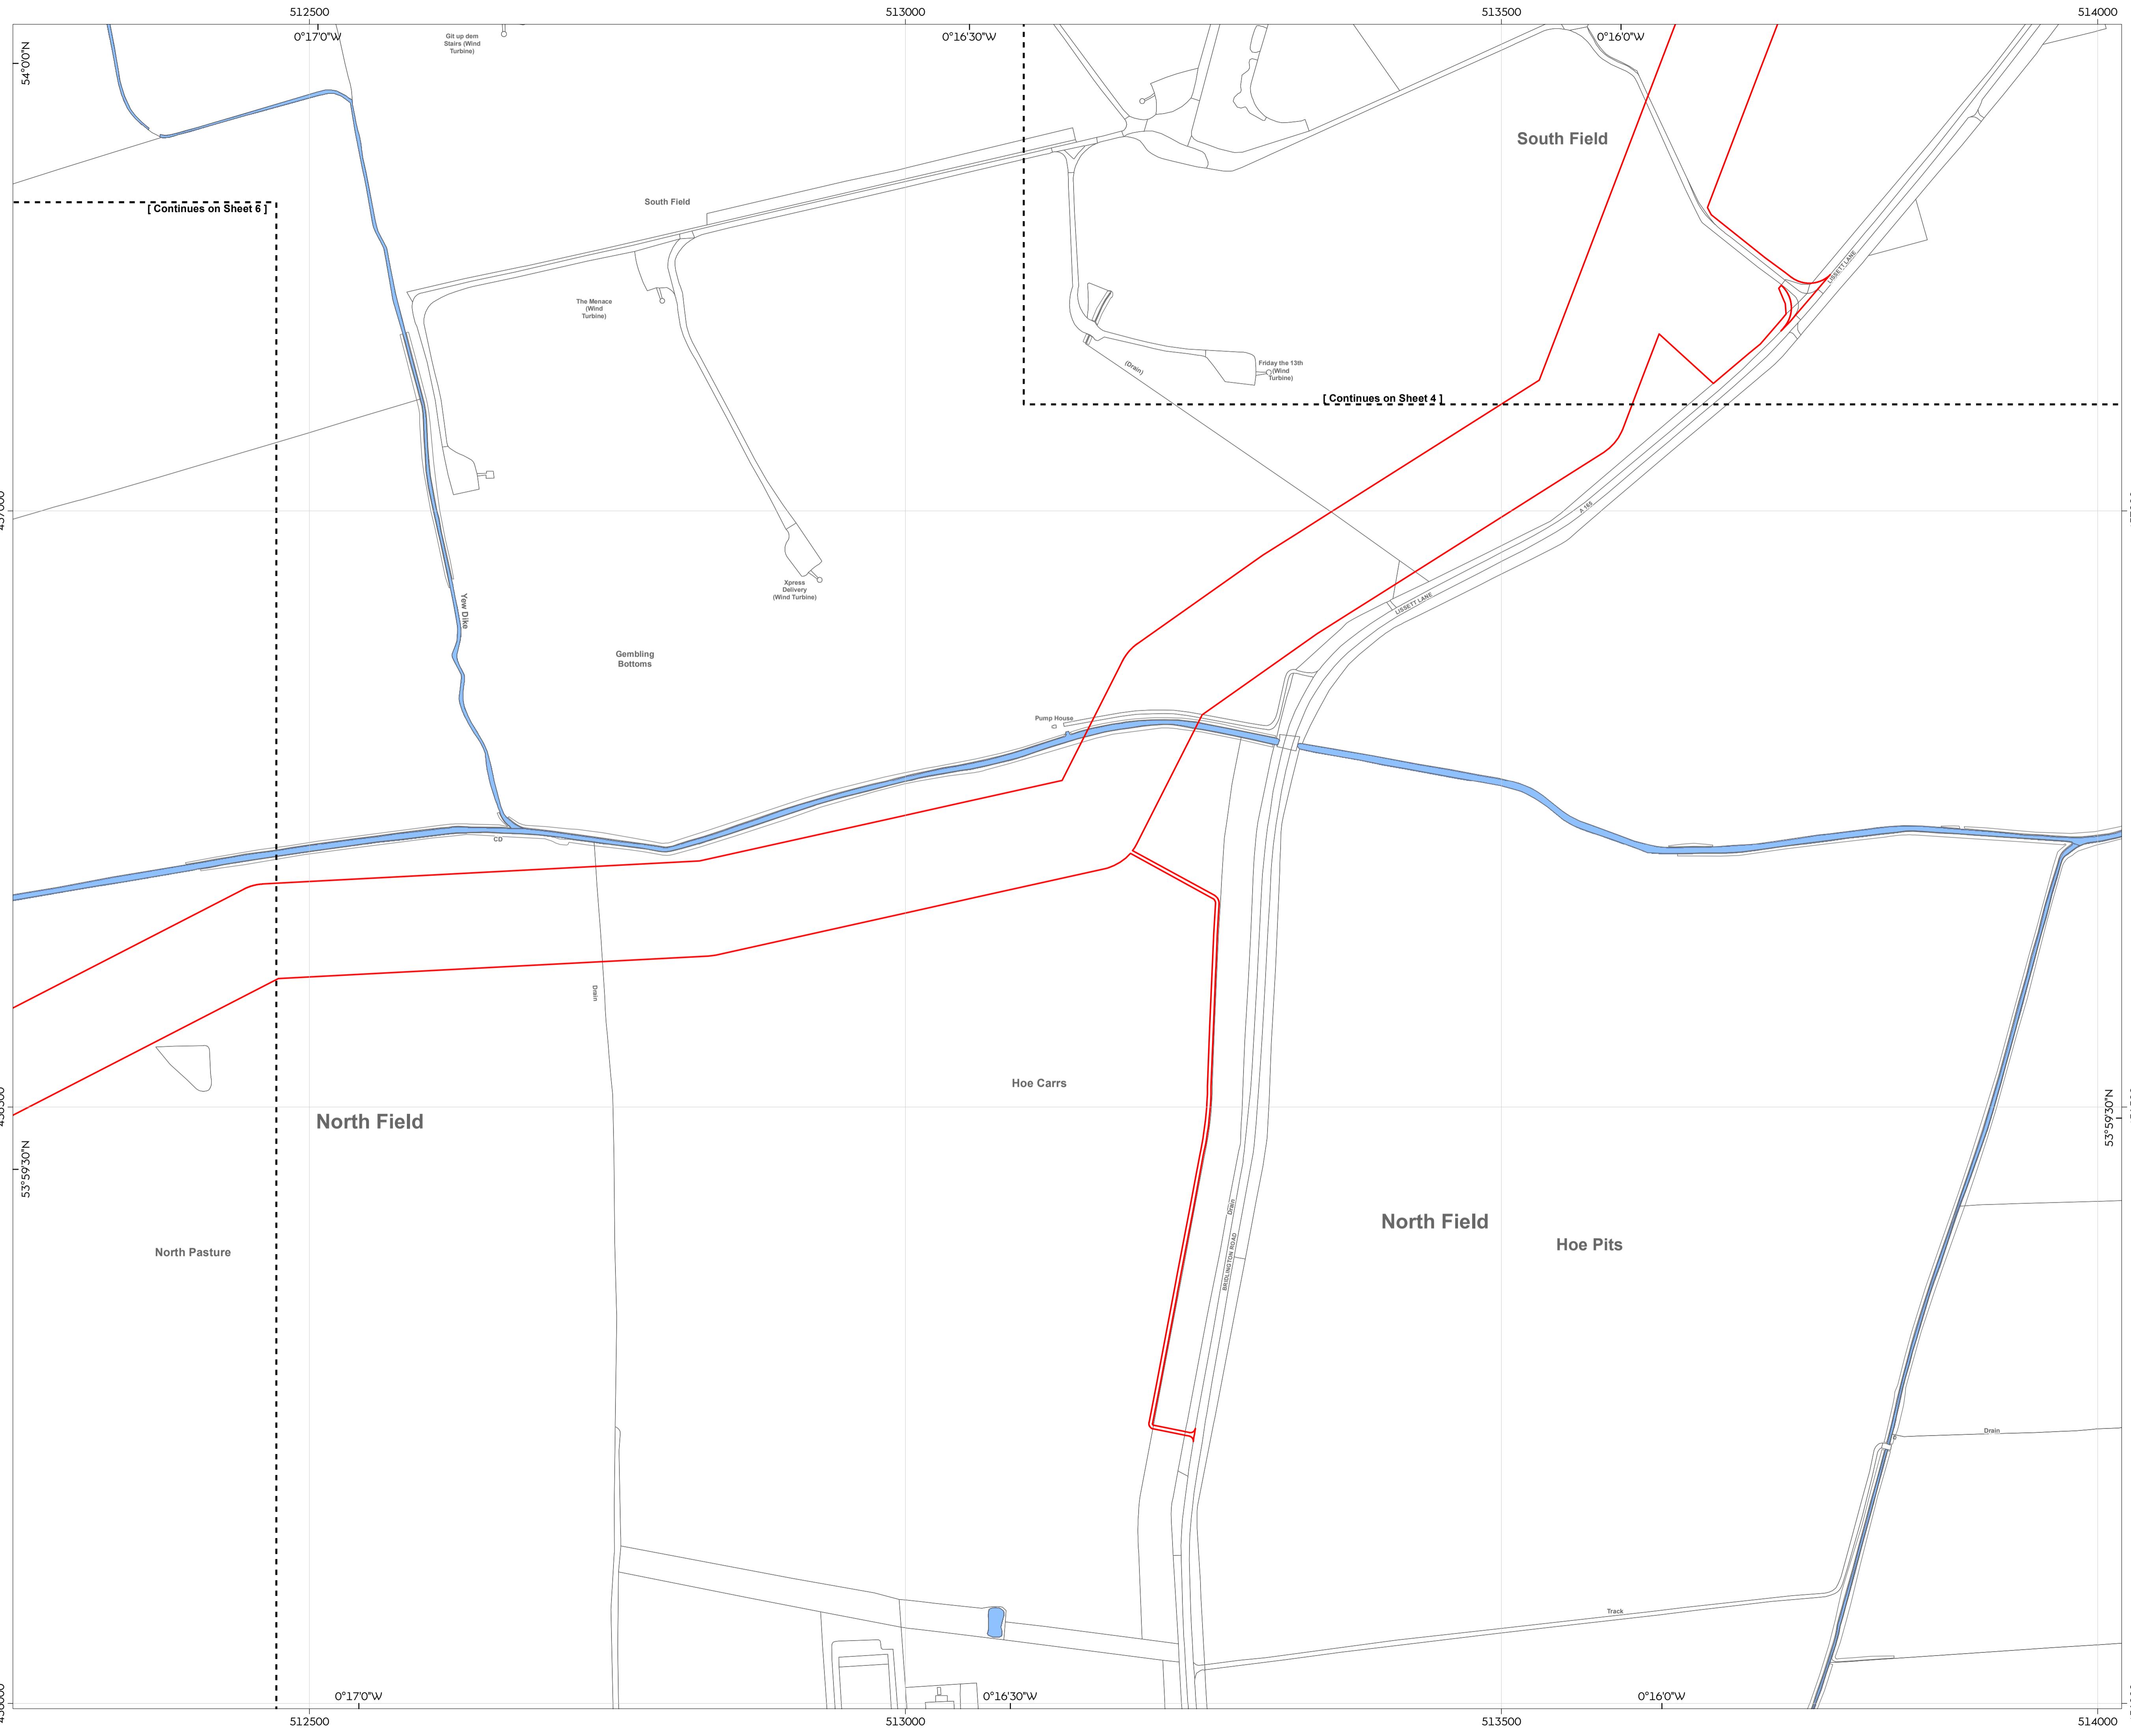 512500
513000
513500
514000
0°17'0"W
0°16'30"W
0°16'0"W
54°0'0"N
Git up dem
Stairs (Wind
Turbine)
South Field
[ Continues on Sheet 6 ]
South Field
LISSETT LANE
The Menace
(Wind
Turbine)
(Drain)
Friday the 13th
(Wind
Turbine)
[ Continues on Sheet 4 ]
A 165
Xpress
Delivery
(Wind Turbine)
LISSETT LANE
Yew Dike
Gembling
Bottoms
Pump House
CD
Drain
Hoe Carrs
North Field
53°59'30"N
53°59'30"N
North Pasture
Drain
BRIDLINGTON ROAD
North Field
Hoe Pits
Drain
Track
0°17'0"W
0°16'30"W
0°16'0"W
512500
513000
513500
514000